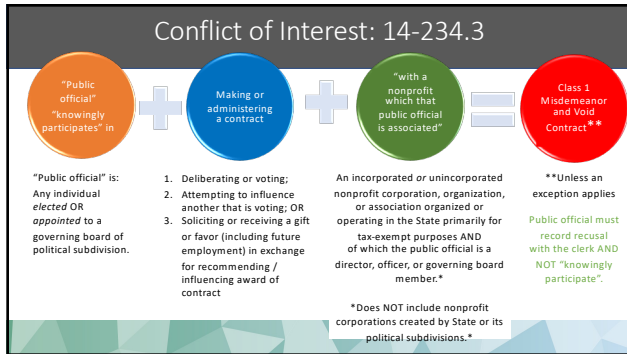 Conflict of Interest: 14-234.3
“Public
official”
“knowingly
participates” in
Making or
administering
a contract
“with a
nonprofit
which that
public official
is associated”
Class 1
Misdemeanor
and Void
Contract**
“Public official” is:
Any individual
elected OR
appointed to a
governing board of
political subdivision.
1. Deliberating or voting;
2. Attempting to influence
another that is voting; OR
3. Soliciting or receiving a gift
or favor (including future
employment) in exchange
for recommending /
influencing award of
contract
An incorporated or unincorporated
nonprofit corporation, organization,
or association organized or
operating in the State primarily for
tax-exempt purposes AND
of which the public official is a
director, officer, or governing board
member.*
*Does NOT include nonprofit
corporations created by State or its
political subdivisions.*
**Unless an
exception applies
Public official must
record recusal
with the clerk AND
NOT “knowingly
participate”.